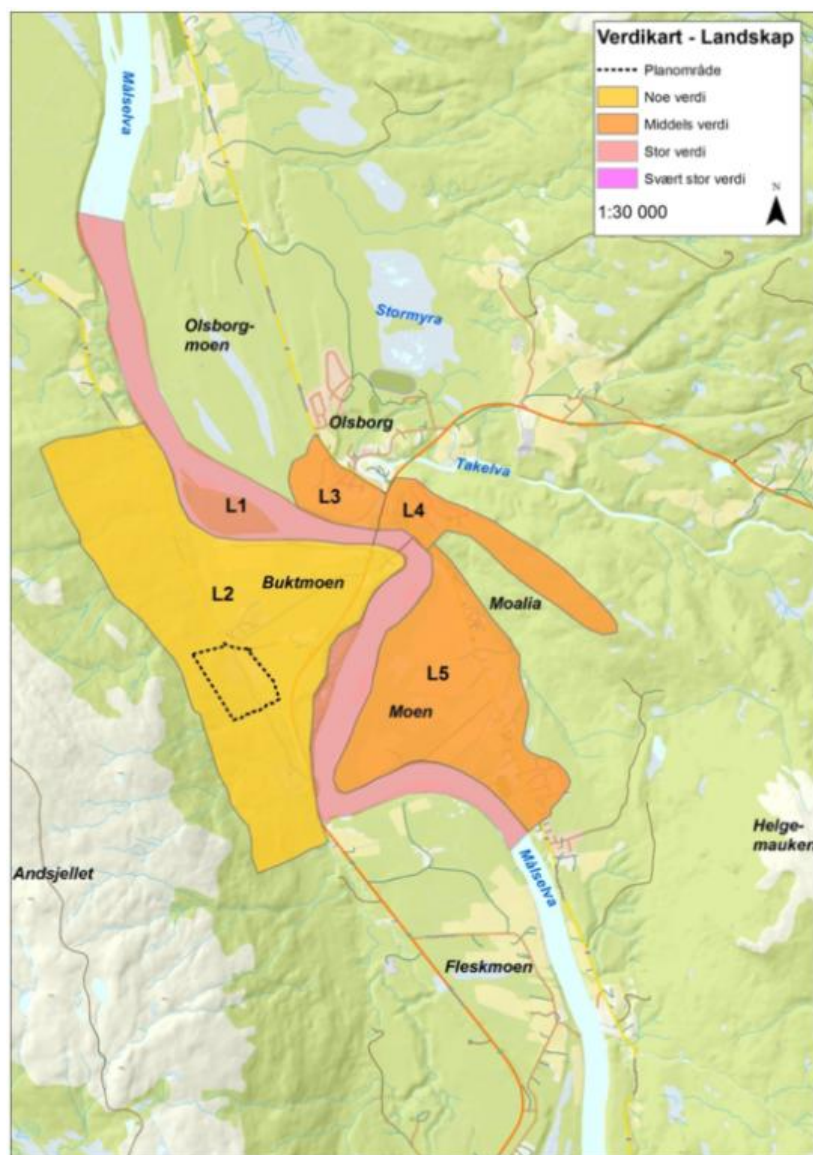 Verdikart - Landskap
Planområde
Noe verdi
Middels verdi
Stor verdi
Svært stor verdi
1:30 000
N
Målselva
Olsborg-
moen
Stormyra
Olsborg
Takelva
L1
L3
L4
L2
Buktmoen
Moalia
L5
Moen
Helge-
mauken
Andsjellet
Målselva
Fleskmoen